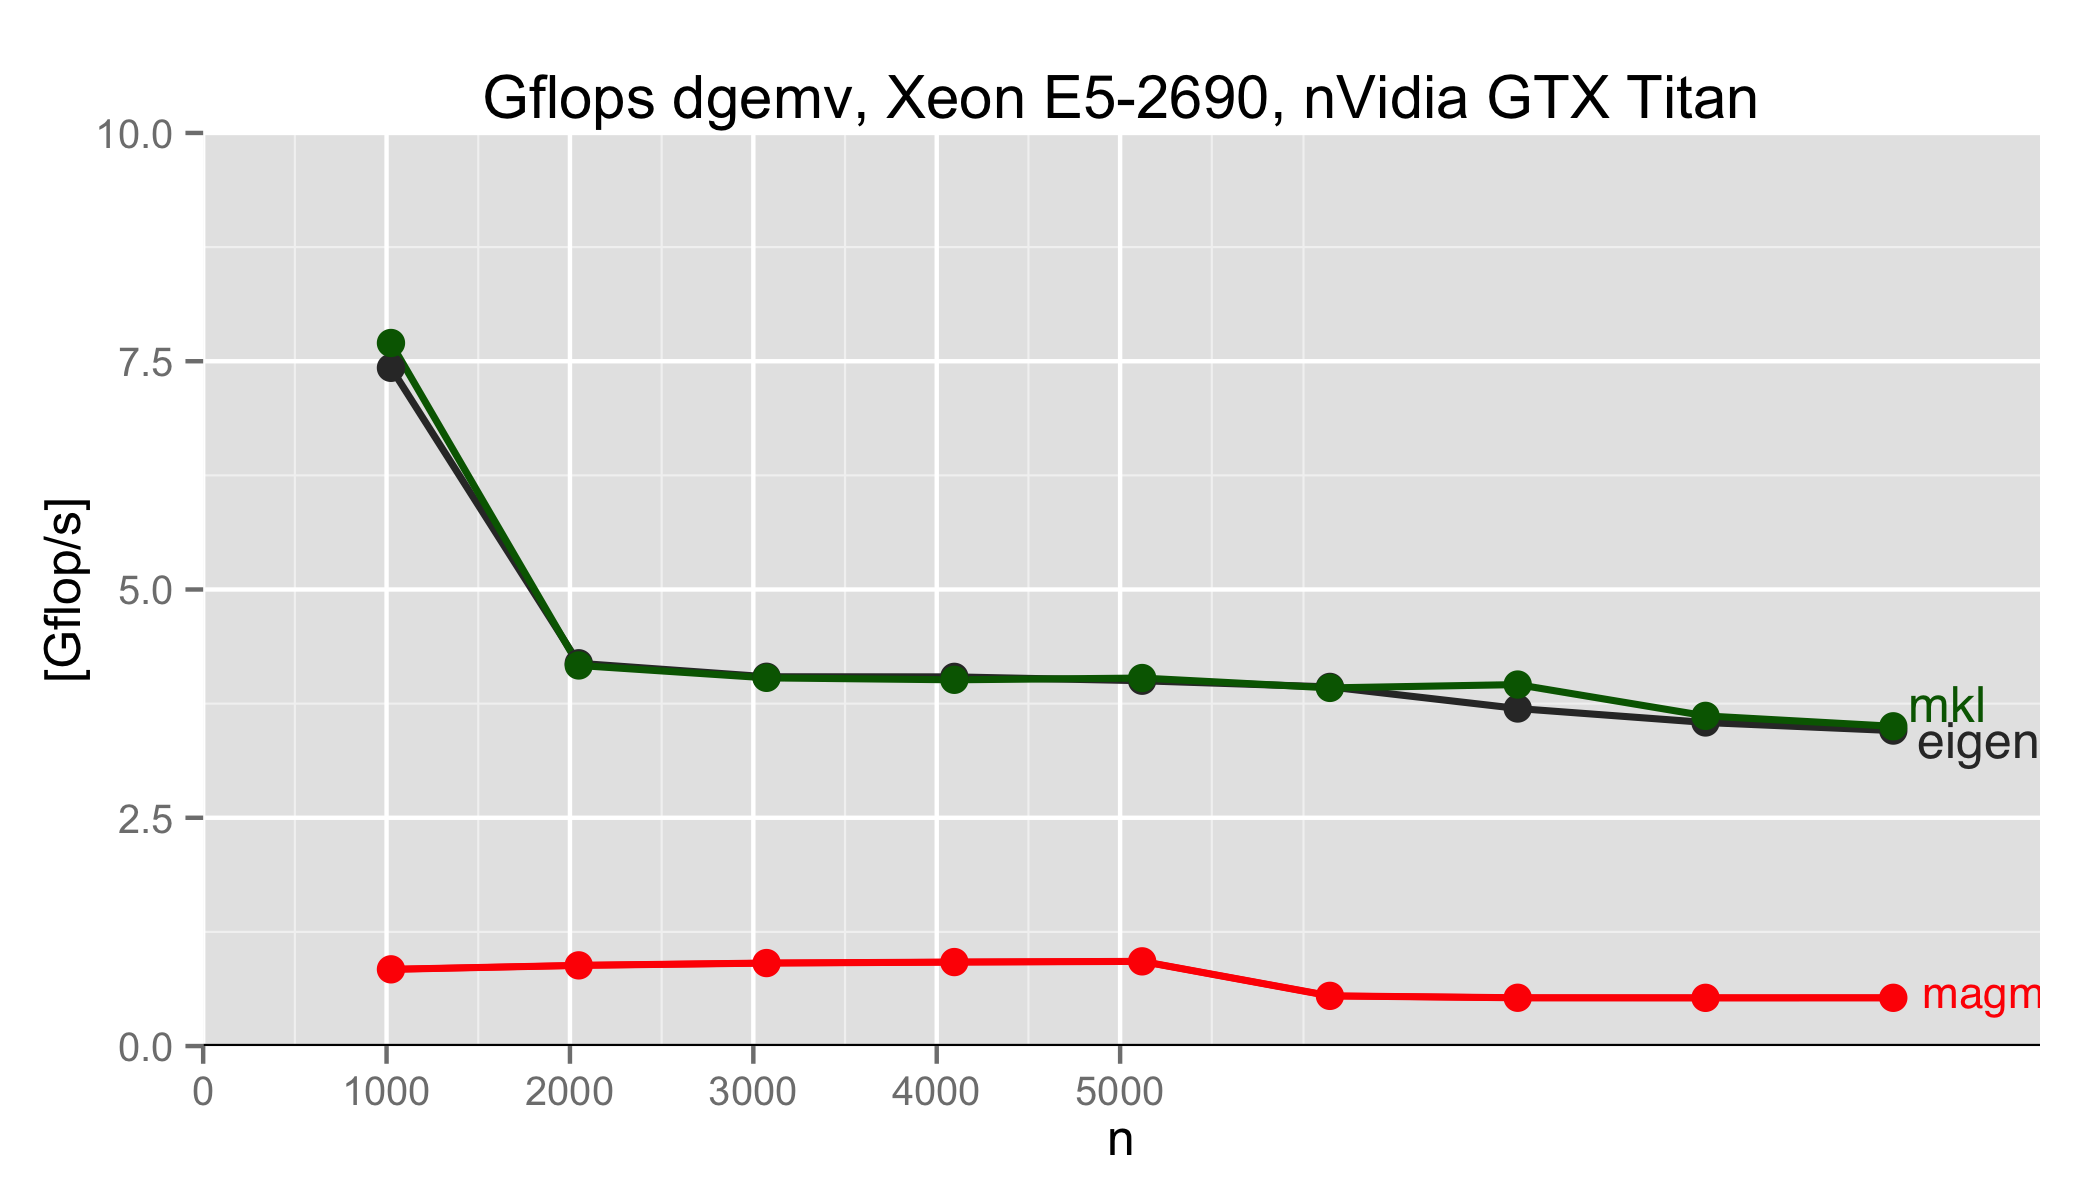 Gflops dgemv, Xeon E5-2690, nVidia GTX Titan
10.0
7.5
5.0
2.5
0.0
[Gflop/s]
mkl
eigen
magm
0 1000 2000 3000 4000 5000
n